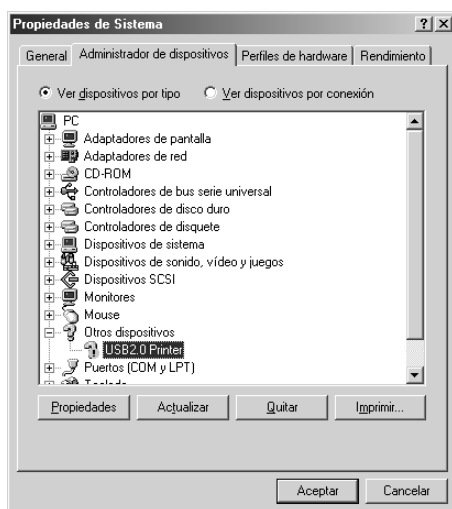 Propiedades de Sistema
General Administrador de dispositivos Perfiles de hardware Rendimiento
Ver dispositivos por tipo Ver dispositivos por conexión
PC
Adaptadores de pantalla
Adaptadores de red
CD-ROM
Controladores de bus serie universal
Controladores de disco duro
Controladores de disquete
Dispositivos de sistema
Dispositivos de sonido, vídeo y juegos
Dispositivos SCSI
Monitores
Mouse
Otros dispositivos
USB2.0 Printer
Puertos (COM y LPT)
Teclado
Propiedades Actualizar Quitar Imprimir...
Aceptar Cancelar